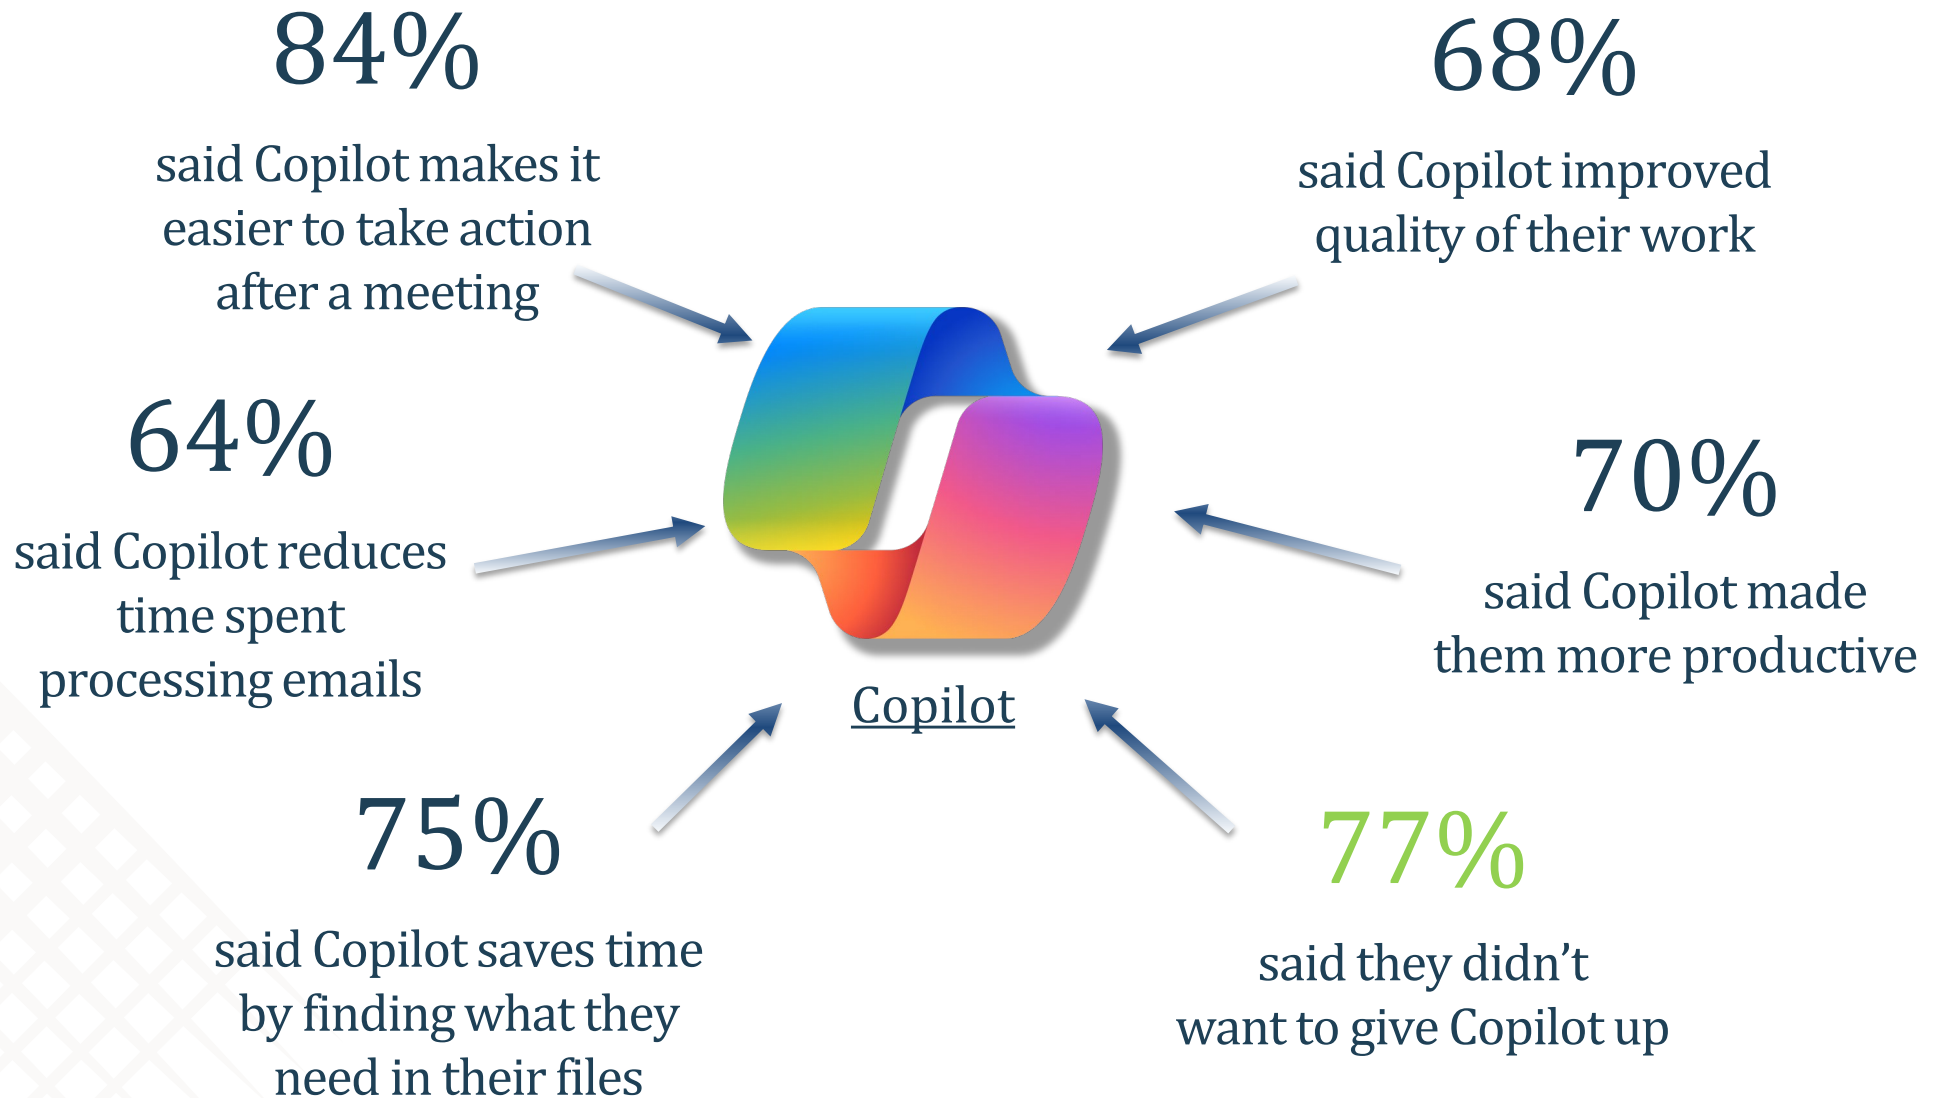 84%
said Copilot makes it
easier to take action
after a meeting
68%
said Copilot improved
quality of their work
64%
said Copilot reduces
time spent
processing emails
70%
said Copilot made
them more productive
Copilot
75%
said Copilot saves time
by finding what they
need in their files
77%
said they didn’t
want to give Copilot up